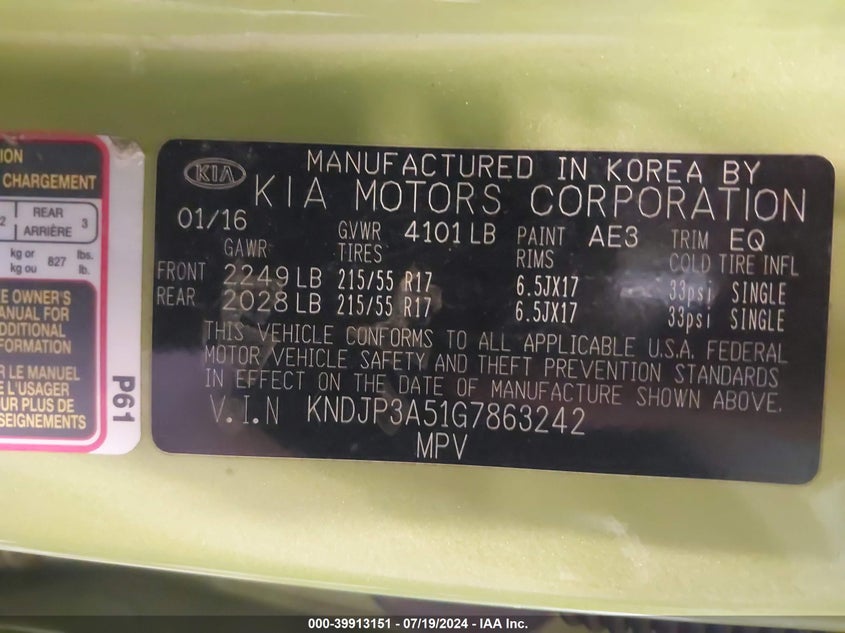 ION
CHARGEMENT
2 REAR ARRIÈRE 3
kg or kg ou 827 lbs. lb.
E OWNER'S
ANUAL FOR
DDITIONAL
FORMATION
R LE MANUEL
E L'USAGER
UR PLUS DE
SEIGNEMENTS
P61
KIA
MANUFACTURED IN KOREA BY
KIA MOTORS CORPORATION
01/16 GVWR 4101 LB PAINT AE3 TRIM EQ
GAWR TIRES RIMS COLD TIRE INFL
FRONT 2249 LB 215/55 R17 6.5JX17 33psi SINGLE
REAR 2028 LB 215/55 R17 6.5JX17 33psi SINGLE
THIS VEHICLE CONFORMS TO ALL APPLICABLE U.S.A. FEDERAL
MOTOR VEHICLE SAFETY AND THEFT PREVENTION STANDARDS
IN EFFECT ON THE DATE OF MANUFACTURE SHOWN ABOVE.
V.I.N KNDJP3A51G7863242
MPV
000-39913151 - 07/19/2024 - IAA Inc.